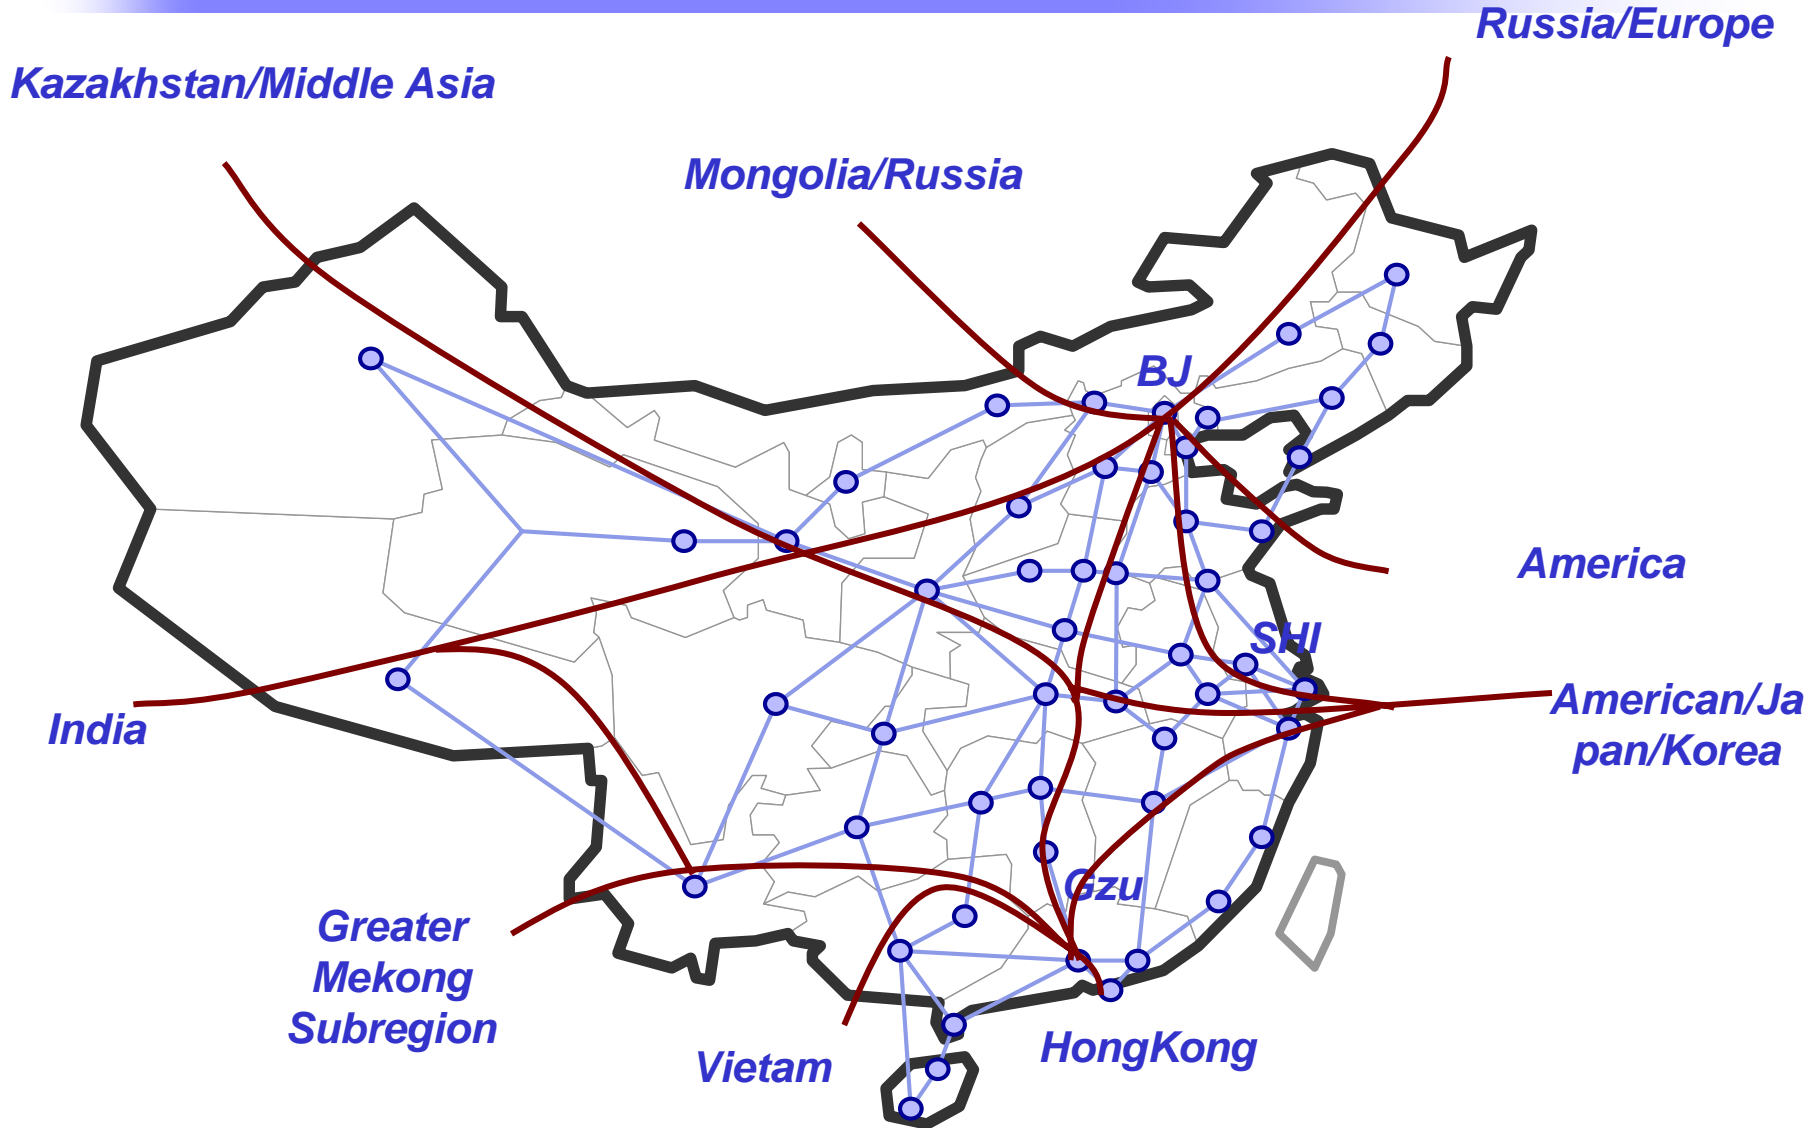 Russia/Europe
Kazakhstan/Middle Asia
Mongolia/Russia
BJ
America
SHI
American/Ja
pan/Korea
India
Gzu
Greater
Mekong
Subregion
HongKong
Vietam